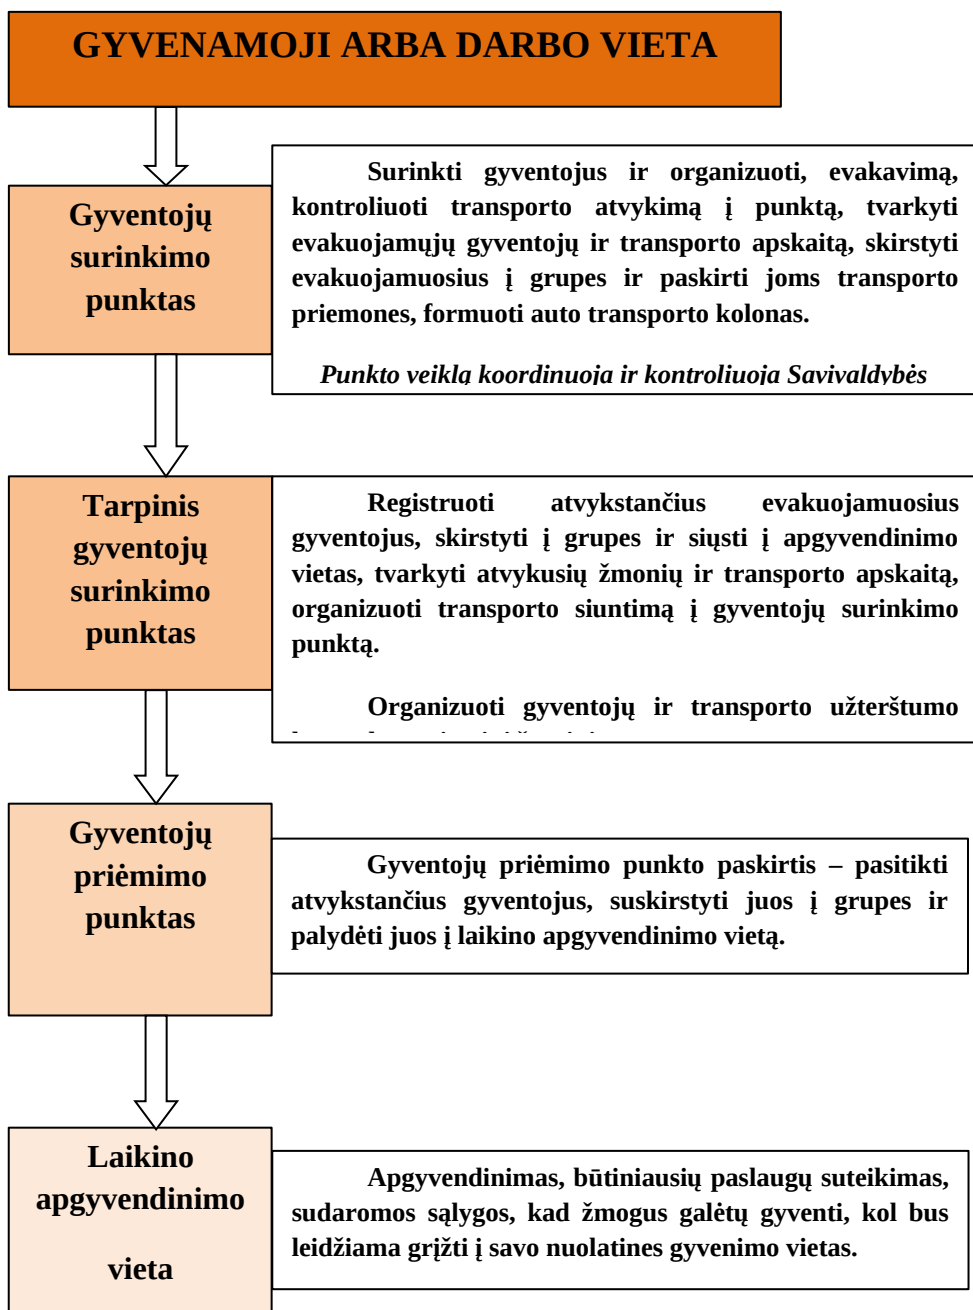 GYVENAMOJI ARBA DARBO VIETA
Gyventojų
surinkimo
punktas
Surinkti gyventojus ir organizuoti, evakavimą,
kontroliuoti transporto atvykimą į punktą, tvarkyti
evakuojamųjų gyventojų ir transporto apskaitą, skirstyti
evakuojamuosius į grupes ir paskirti joms transporto
priemones, formuoti auto transporto kolonas.
Punkto veiklą koordinuoja ir kontroliuoja Savivaldybės
Tarpinis
gyventojų
surinkimo
punktas
Registruoti atvykstančius evakuojamuosius
gyventojus, skirstyti į grupes ir siųsti į apgyvendinimo
vietas, tvarkyti atvykusių žmonių ir transporto apskaitą,
organizuoti transporto siuntimą į gyventojų surinkimo
punktą.
Organizuoti gyventojų ir transporto užterštumo
Gyventojų
priėmimo
punktas
Gyventojų priėmimo punkto paskirtis – pasitikti
atvykstančius gyventojus, suskirstyti juos į grupes ir
palydėti juos į laikino apgyvendinimo vietą.
Laikino
apgyvendinimo
vieta
Apgyvendinimas, būtiniausių paslaugų suteikimas,
sudaromos sąlygos, kad žmogus galėtų gyventi, kol bus
leidžiama grįžti į savo nuolatines gyvenimo vietas.